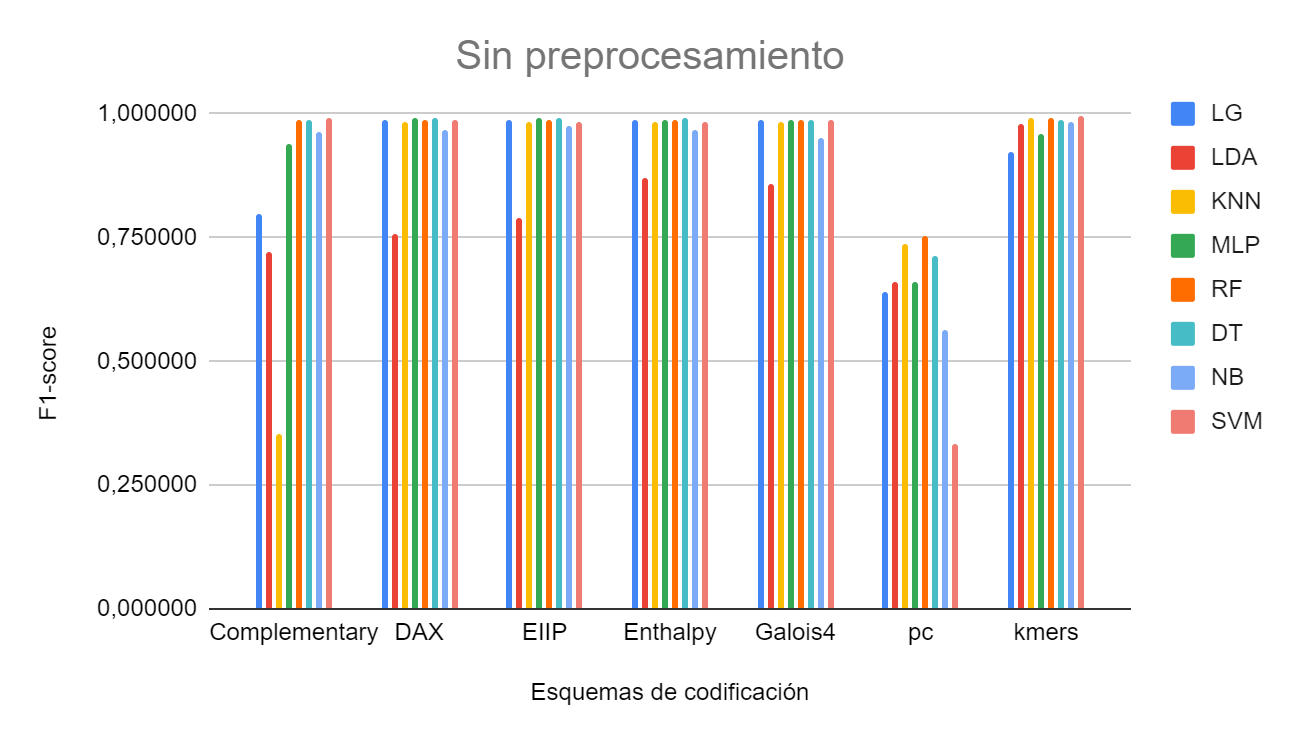 Sin preprocesamiento
1,000000
0,750000
0,500000
0,250000
0,000000
F1-score
Complementary DAX EIIP Enthalpy Galois4 pc kmers
Esquemas de codificación
LG
LDA
KNN
MLP
RF
DT
NB
SVM